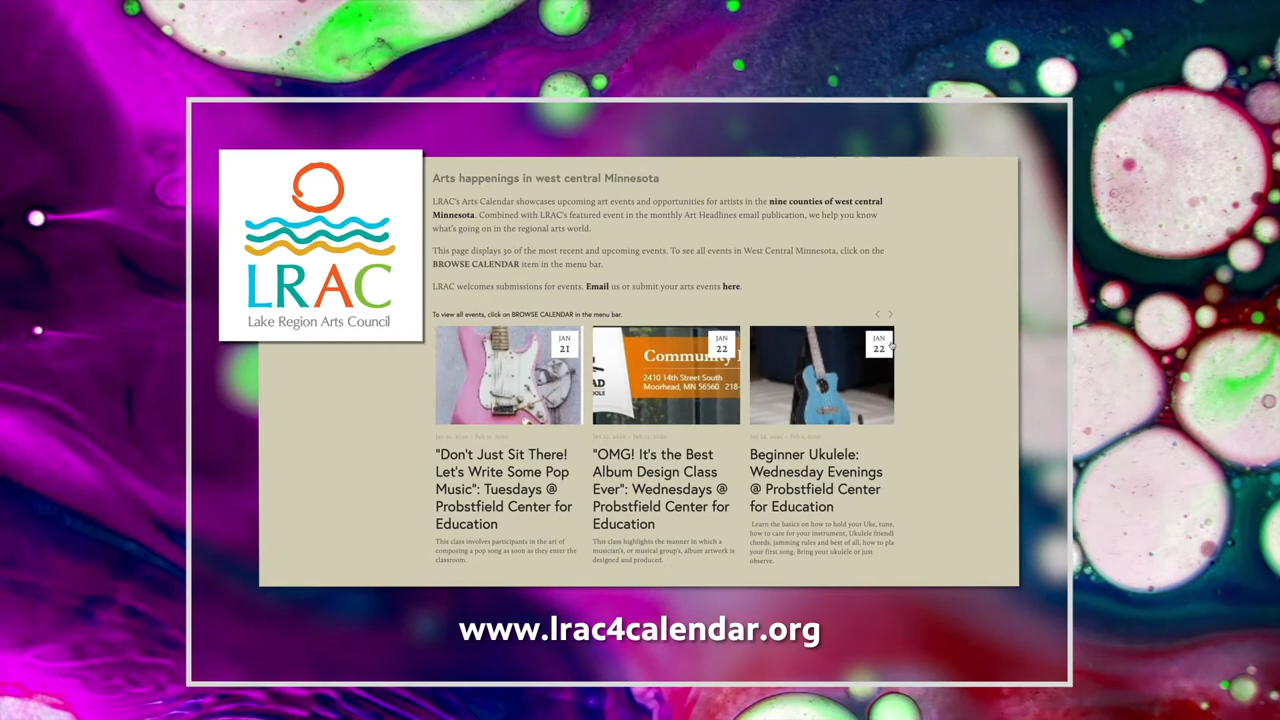 LRAC
Lake Region Arts Council
Arts happenings in west central Minnesota
LRAC's Arts Calendar showcases upcoming art events and opportunities for artists in the nine counties of west central
Minnesota. Combined with LRAC's featured event in the monthly Art Headlines email publication, we help you know
what's going on in the regional arts world.
This page displays 30 of the most recent and upcoming events. To see all events in West Central Minnesota, click on the
BROWSE CALENDAR item in the menu bar.
LRAC welcomes submissions for events. Email us or submit your arts events here.
To view all events, click on BROWSE CALENDAR in the menu bar.
JAN
21
Community
2410 14th Street South
Moorhead, MN 56560 218-
JAN
22
JAN
22
"Don't Just Sit There!
Let's Write Some Pop
Music": Tuesdays @
Probstfield Center for
Education
This class involves participants in the art of
composing a pop song as soon as they enter the
classroom.
"OMG! It's the Best
Album Design Class
Ever": Wednesdays @
Probstfield Center for
Education
This class highlights the manner in which a
musician's, or musical group's, album artwork is
designed and produced.
Beginner Ukulele:
Wednesday Evenings
@ Probstfield Center
for Education
Learn the basics on how to hold your Uke, tune,
how to care for your instrument, Ukulele friendl
chords, jamming rules and best of all, how to pla
your first song. Bring your ukulele or just
observe.
www.lrac4calendar.org